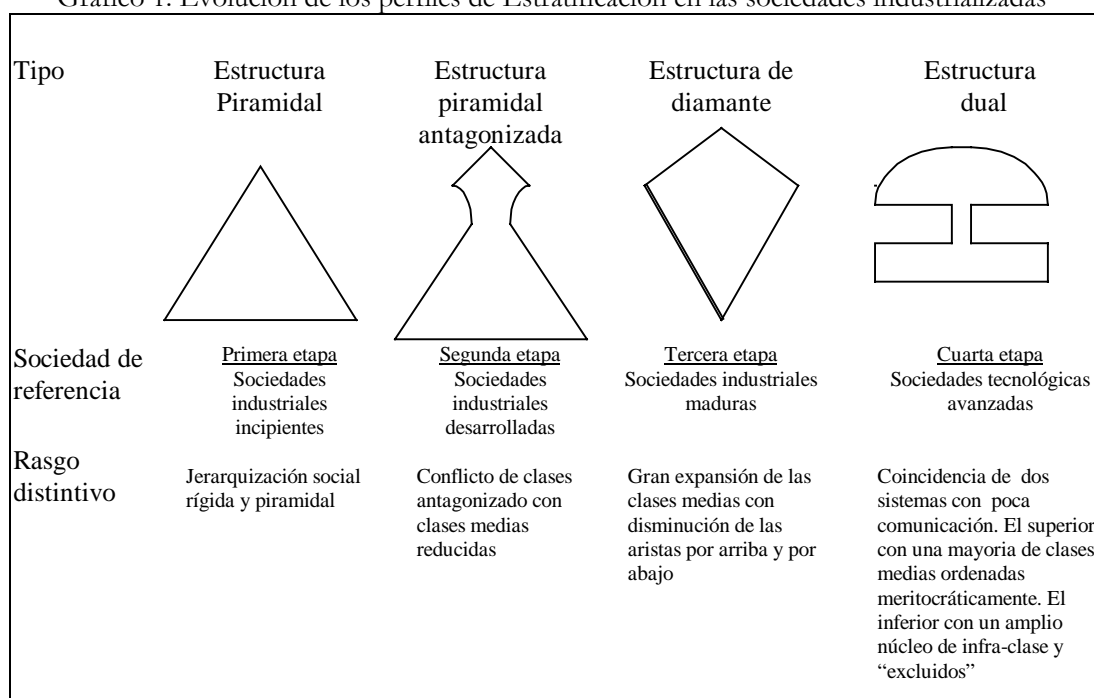 Gráfico 1. Evolución de los perfiles de Estratificación en las sociedades industrializadas
Tipo
Estructura
Piramidal
Estructura
piramidal
antagonizada
Estructura de
diamante
Estructura
dual
Sociedad de
referencia
Primera etapa
Sociedades
industriales
incipientes
Segunda etapa
Sociedades
industriales
desarrolladas
Tercera etapa
Sociedades industriales
maduras
Cuarta etapa
Sociedades tecnológicas
avanzadas
Rasgo
distintivo
Jerarquización social
rígida y piramidal
Conflicto de clases
antagonizado con
clases medias
reducidas
Gran expansión de las
clases medias con
disminución de las
aristas por arriba y por
abajo
Coincidencia de dos
sistemas con poca
comunicación. El superior
con una mayoria de clases
medias ordenadas
meritocráticamente. El
inferior con un amplio
núcleo de infra-clase y
“excluidos”